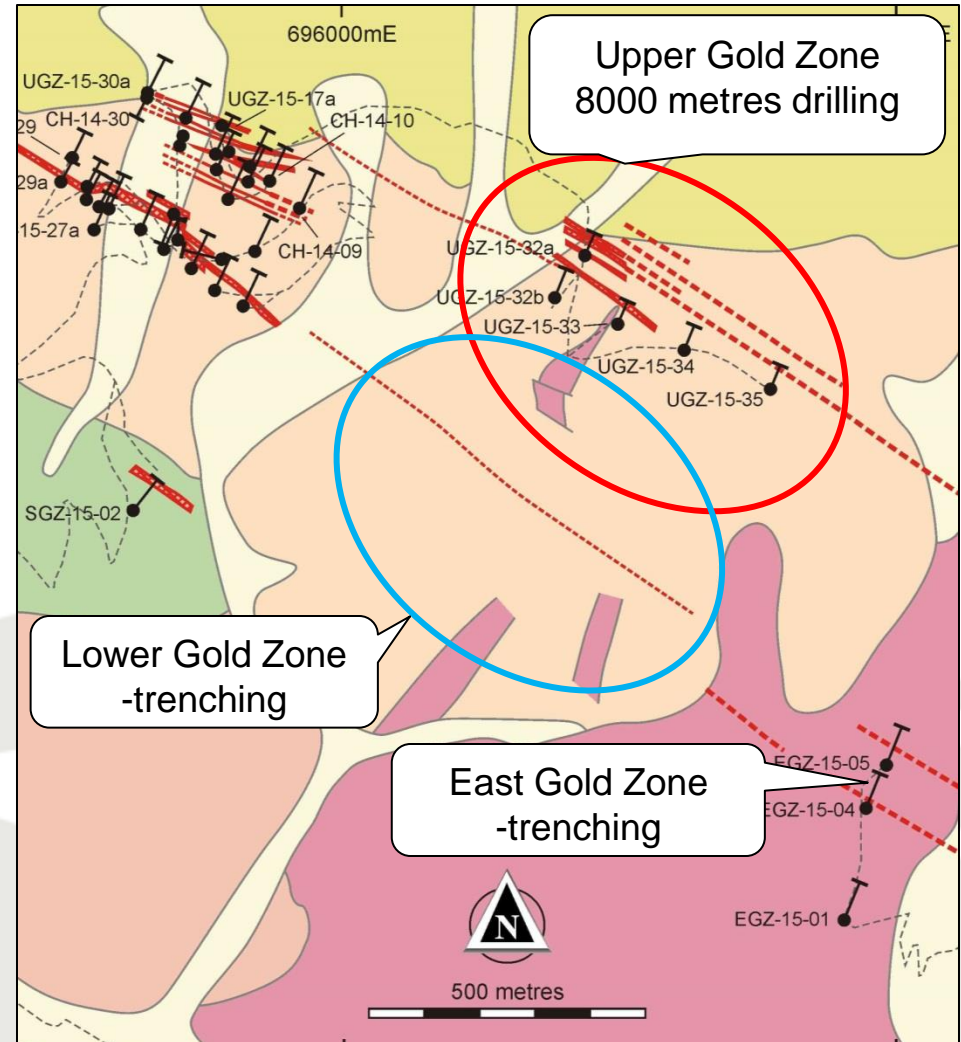 696000mE
E
Upper Gold Zone
8000 metres drilling
UGZ-15-30a
UGZ-15-17a
CH-14-30
CH-14-10
29
29a
-15-27a
CH-14-09
UGZ-15-32a
UGZ-15-32b
UGZ-15-33
UGZ-15-34
UGZ-15-35
SGZ-15-02
Lower Gold Zone
-trenching
East Gold Zone
-trenching
EGZ-15-05
EGZ-15-04
EGZ-15-01
N
500 metres